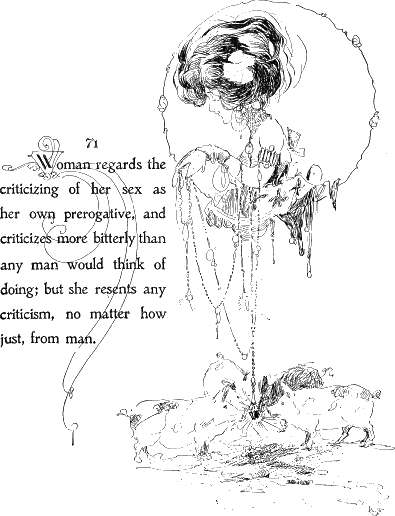 71
Woman regards the
criticizing of her sex as
her own prerogative, and
criticizes more bitterly than
any man would think of
doing; but she resents any
criticism, no matter how
just, from man.